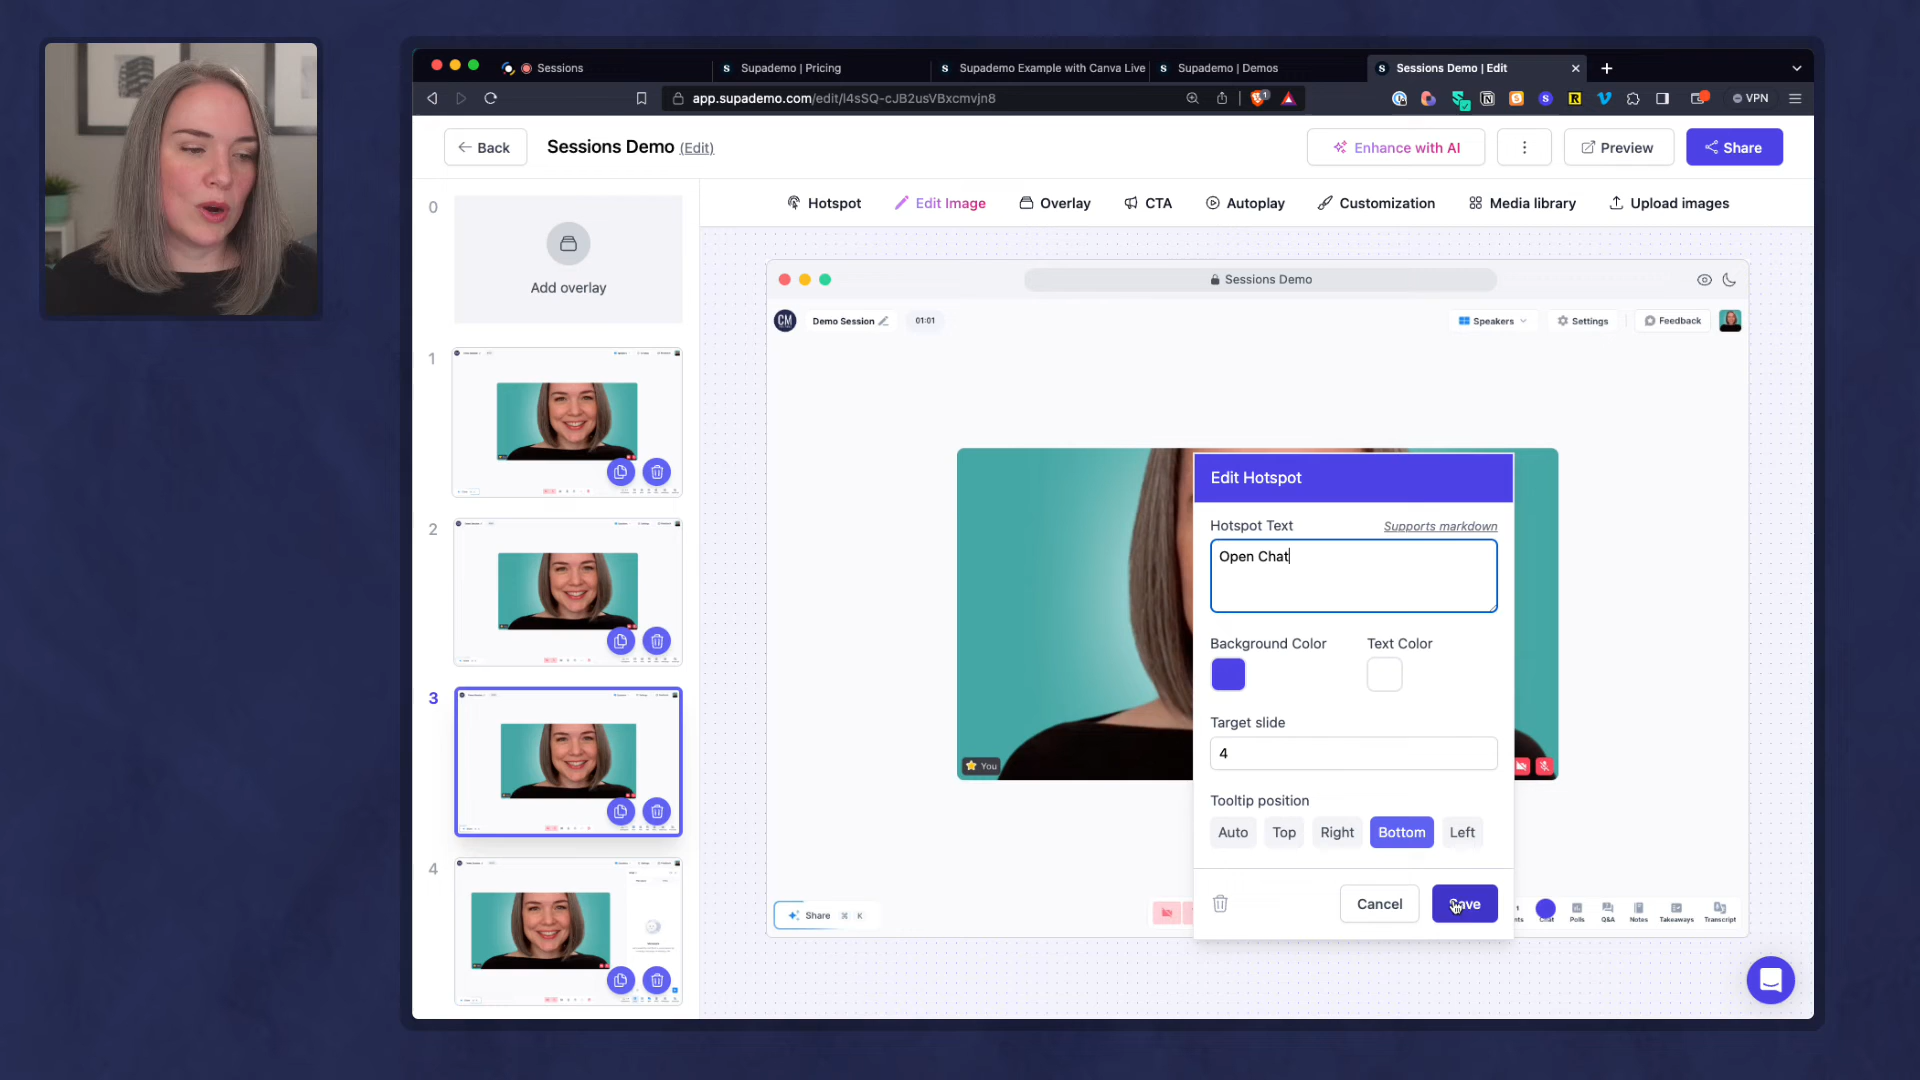 Sessions
Supademo | Pricing
Supademo Example with Canva Live
Supademo | Demos
Sessions Demo | Edit
app.supademo.com/edit/l4sSQ-cJB2usVBxcmvjn8
VPN
Back
Sessions Demo (Edit)
Enhance with AI
Preview
Share
Hotspot
Edit Image
Overlay
CTA
Autoplay
Customization
Media library
Upload images
0
Add overlay
1
2
3
4
Sessions Demo
CM
Demo Session
01:01
Speakers
Settings
Feedback
You
Edit Hotspot
Hotspot Text
Supports markdown
Open Chat
Background Color
Text Color
Target slide
4
Tooltip position
Auto
Top
Right
Bottom
Left
Cancel
Share
⌘ K
Polls
Q&A
Notes
Takeaways
Transcript